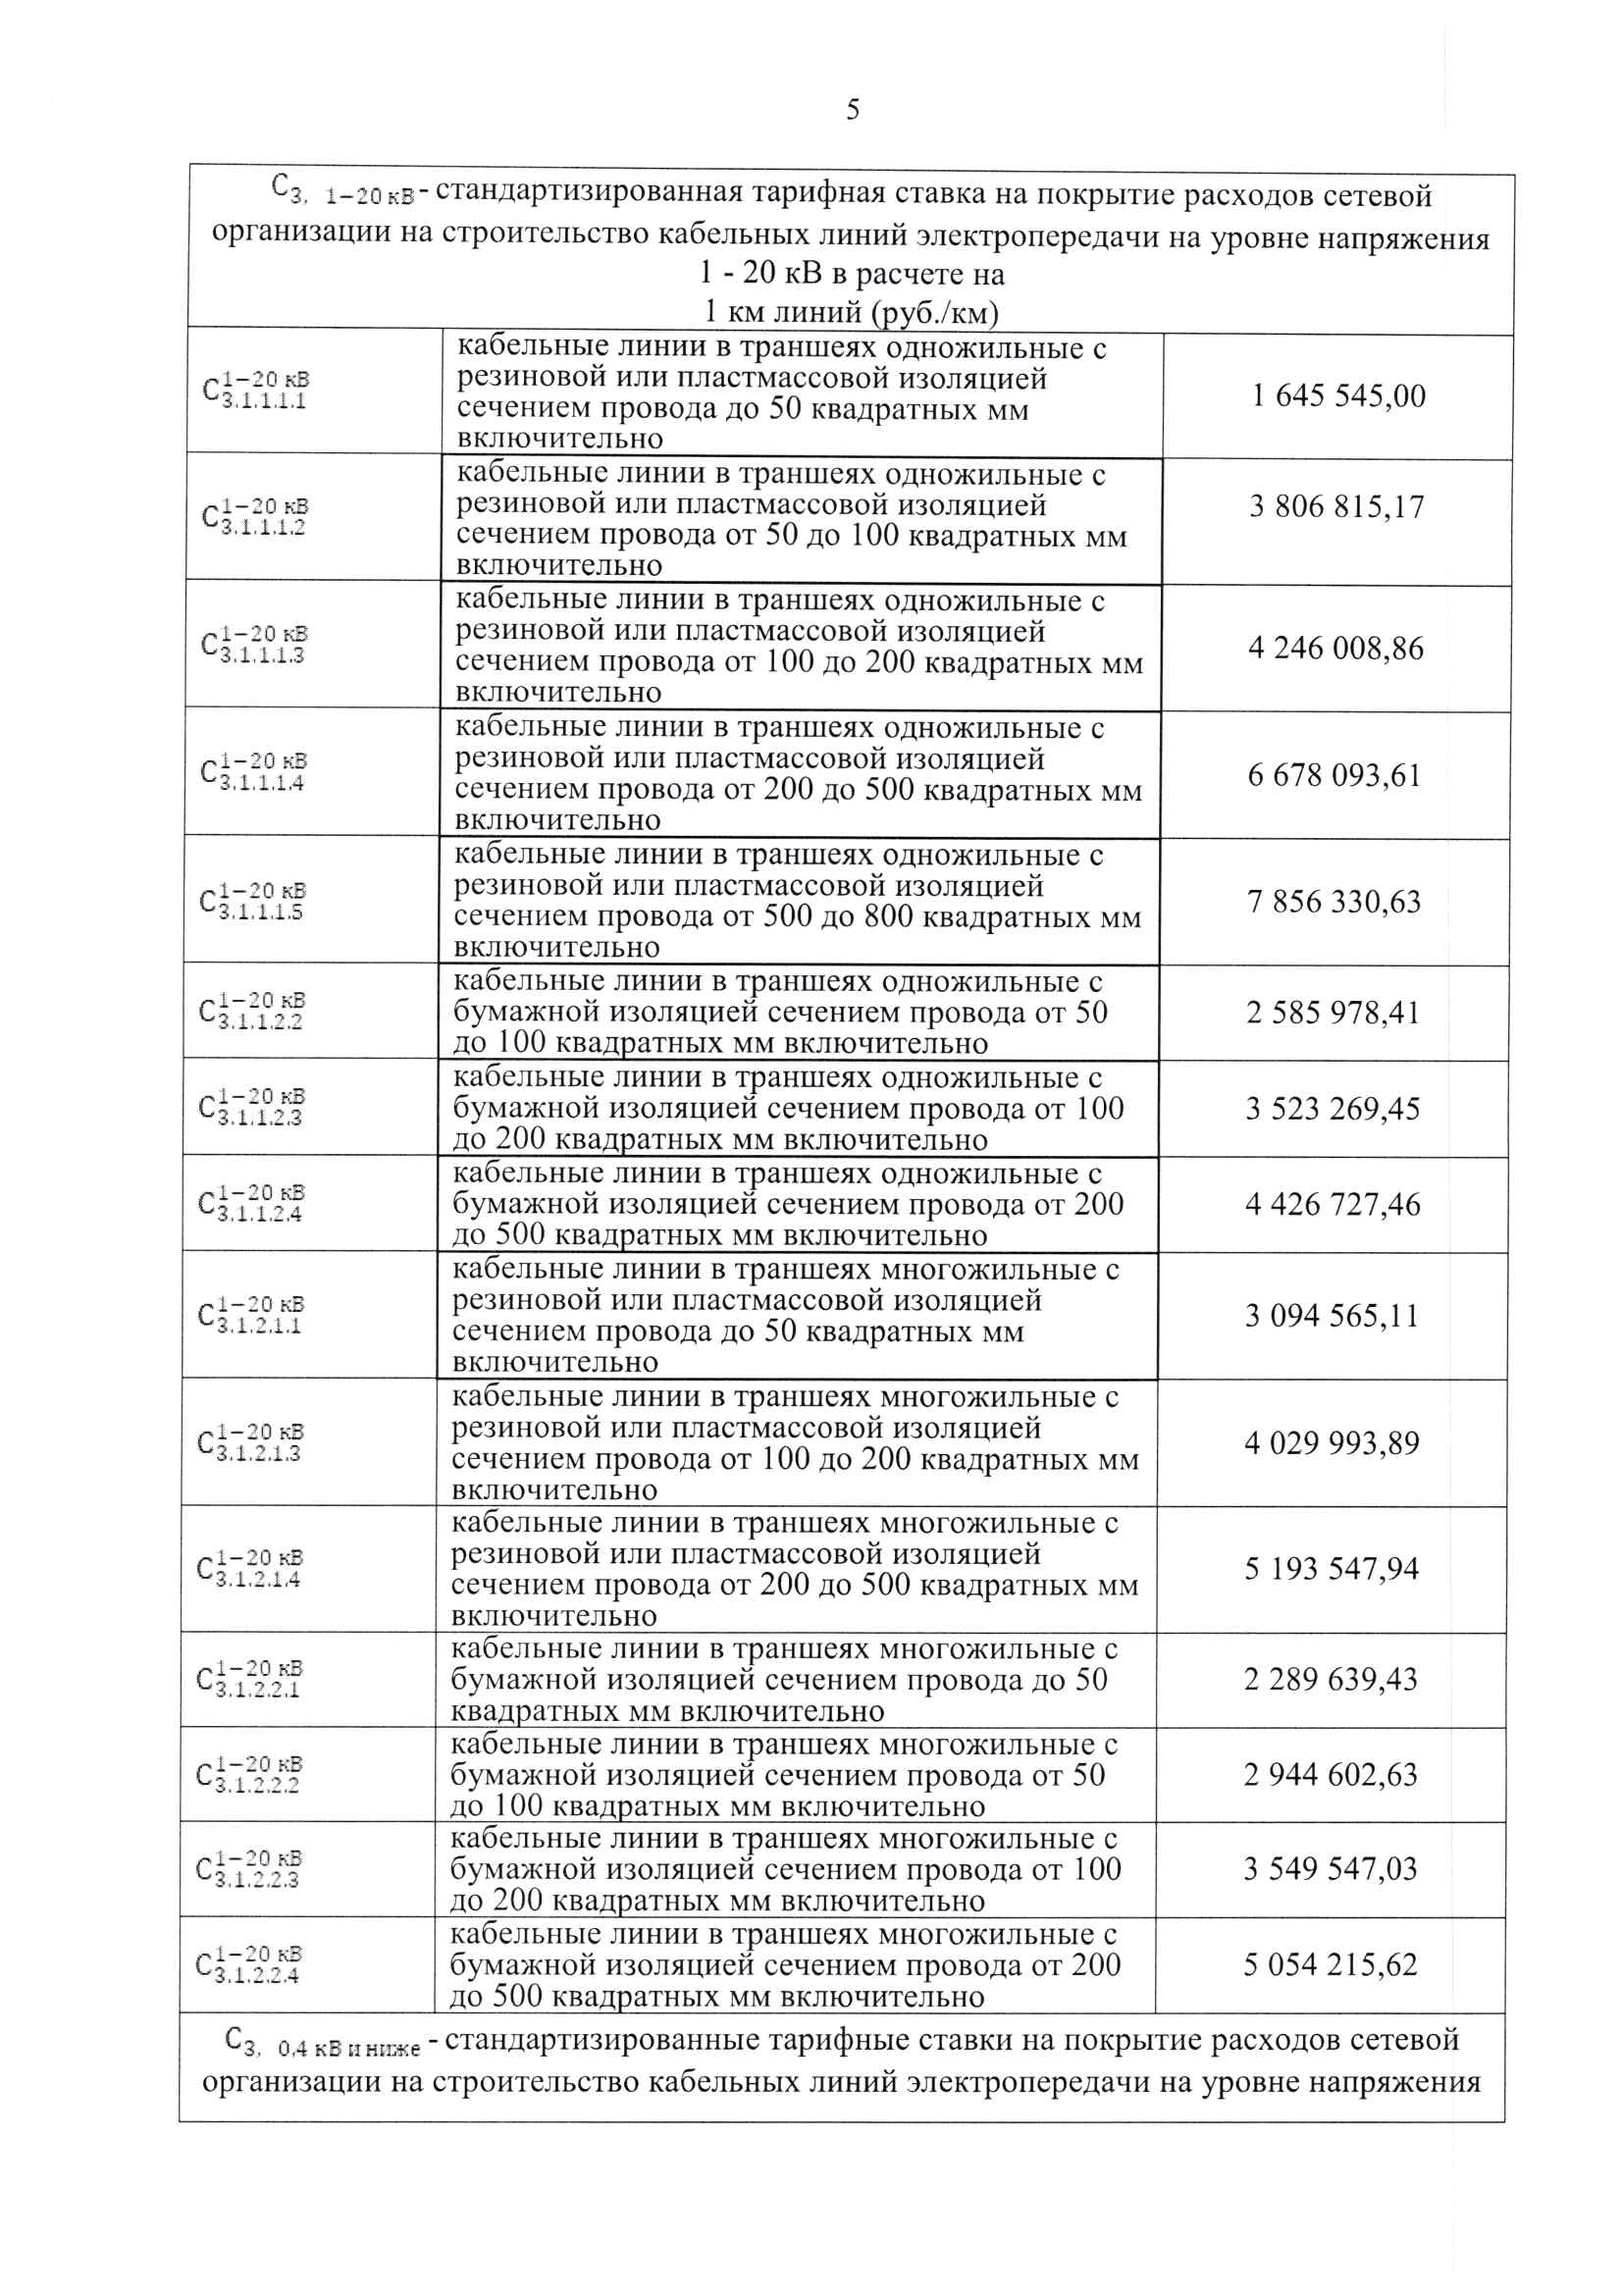 5
С3, 1–20 кВ - стандартизированная тарифная ставка на покрытие расходов сетевой
организации на строительство кабельных линий электропередачи на уровне напряжения
1 - 20 кВ в расчете на
1 км линий (руб./км)
С 1–20 кВ 3.1.1.1.1
кабельные линии в траншеях одножильные с
резиновой или пластмассовой изоляцией
сечением провода до 50 квадратных мм
включительно
1 645 545,00
С 1–20 кВ 3.1.1.1.2
кабельные линии в траншеях одножильные с
резиновой или пластмассовой изоляцией
сечением провода от 50 до 100 квадратных мм
включительно
3 806 815,17
С 1–20 кВ 3.1.1.1.3
кабельные линии в траншеях одножильные с
резиновой или пластмассовой изоляцией
сечением провода от 100 до 200 квадратных мм
включительно
4 246 008,86
С 1–20 кВ 3.1.1.1.4
кабельные линии в траншеях одножильные с
резиновой или пластмассовой изоляцией
сечением провода от 200 до 500 квадратных мм
включительно
6 678 093,61
С 1–20 кВ 3.1.1.1.5
кабельные линии в траншеях одножильные с
резиновой или пластмассовой изоляцией
сечением провода от 500 до 800 квадратных мм
включительно
7 856 330,63
С 1–20 кВ 3.1.1.2.2
кабельные линии в траншеях одножильные с
бумажной изоляцией сечением провода от 50
до 100 квадратных мм включительно
2 585 978,41
С 1–20 кВ 3.1.1.2.3
кабельные линии в траншеях одножильные с
бумажной изоляцией сечением провода от 100
до 200 квадратных мм включительно
3 523 269,45
С 1–20 кВ 3.1.1.2.4
кабельные линии в траншеях одножильные с
бумажной изоляцией сечением провода от 200
до 500 квадратных мм включительно
4 426 727,46
С 1–20 кВ 3.1.2.1.1
кабельные линии в траншеях многожильные с
резиновой или пластмассовой изоляцией
сечением провода до 50 квадратных мм
включительно
3 094 565,11
С 1–20 кВ 3.1.2.1.3
кабельные линии в траншеях многожильные с
резиновой или пластмассовой изоляцией
сечением провода от 100 до 200 квадратных мм
включительно
4 029 993,89
С 1–20 кВ 3.1.2.1.4
кабельные линии в траншеях многожильные с
резиновой или пластмассовой изоляцией
сечением провода от 200 до 500 квадратных мм
включительно
5 193 547,94
С 1–20 кВ 3.1.2.2.1
кабельные линии в траншеях многожильные с
бумажной изоляцией сечением провода до 50
квадратных мм включительно
2 289 639,43
С 1–20 кВ 3.1.2.2.2
кабельные линии в траншеях многожильные с
бумажной изоляцией сечением провода от 50
до 100 квадратных мм включительно
2 944 602,63
С 1–20 кВ 3.1.2.2.3
кабельные линии в траншеях многожильные с
бумажной изоляцией сечением провода от 100
до 200 квадратных мм включительно
3 549 547,03
С 1–20 кВ 3.1.2.2.4
кабельные линии в траншеях многожильные с
бумажной изоляцией сечением провода от 200
до 500 квадратных мм включительно
5 054 215,62
С3, 0,4 кВ и ниже - стандартизированные тарифные ставки на покрытие расходов сетевой
организации на строительство кабельных линий электропередачи на уровне напряжения